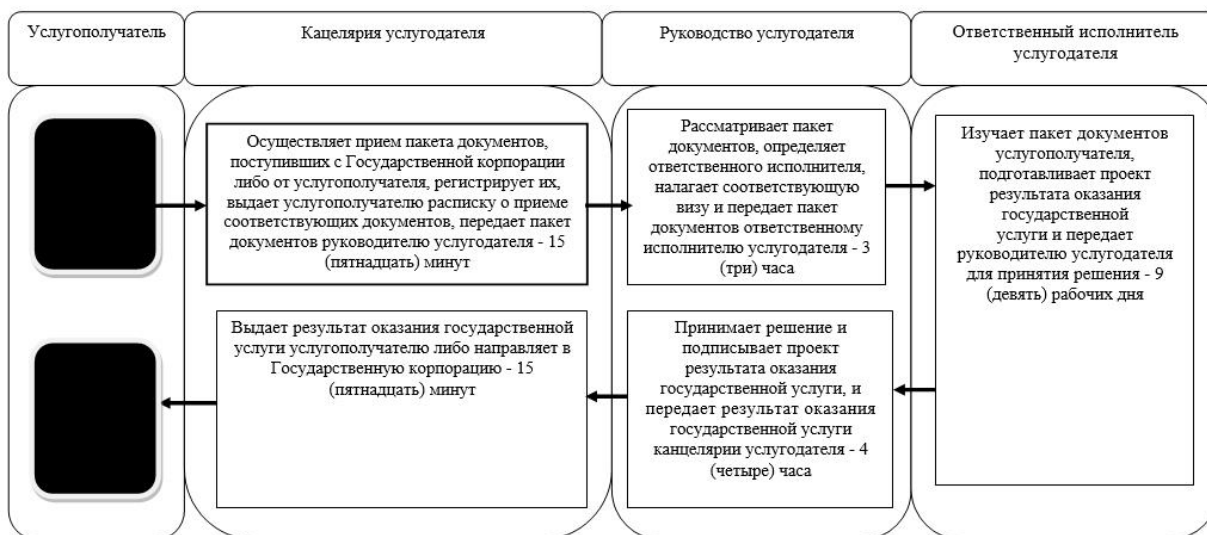 Услугополучатель
Кацелярия услугодателя
Руководство услугодателя
Ответственный исполнитель
услугодателя
Осуществляет прием пакета документов,
поступивших с Государственной корпорации
либо от услугополучателя, регистрирует их,
выдает услугополучателю расписку о приеме
соответствующих документов, передает пакет
документов руководителю услугодателя - 15
(пятнадцать) минут
Рассматривает пакет
документов, определяет
ответственного исполнителя,
налагает соответствующую
визу и передает пакет
документов ответственному
исполнителю услугодателя - 3
(три) часа
Изучает пакет документов
услугополучателя,
подготавливает проект
результата оказания
государственной
услуги и передает
руководителю услугодателя
для принятия решения - 9
(девять) рабочих дня
Выдает результат оказания государственной
услуги услугополучателю либо направляет в
Государственную корпорацию - 15
(пятнадцать) минут
Принимает решение и
подписывает проект
результата оказания
государственной услуги, и
передает результат оказания
государственной услуги
канцелярии услугодателя - 4
(четыре) часа